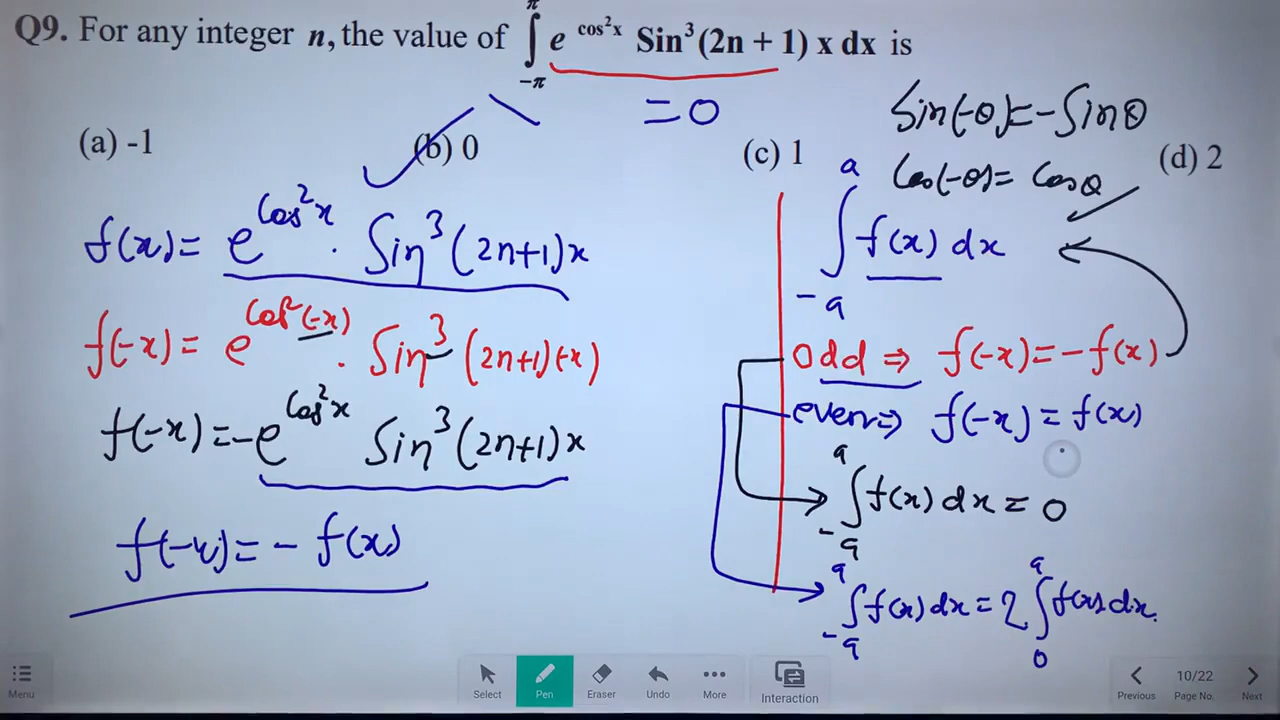 Q9. For any integer n, the value of ∫_{-π}^{π} e^{cos²x} Sin³(2n + 1) x dx is
= 0
(a) -1 (b) 0 (c) 1 (d) 2
Sin(-θ) = -Sinθ
Cos(-θ) = Cosθ
f(x) = e^{Cos²x} . Sin³(2n+1)x
f(-x) = e^{Cos²(-x)} . Sin³(2n+1)(-x)
f(-x) = -e^{Cos²x} Sin³(2n+1)x
f(-x) = - f(x)
∫_{-a}^{a} f(x) dx
Odd ⇒ f(-x) = -f(x)
even ⇒ f(-x) = f(x)
∫_{-a}^{a} f(x) dx = 0
∫_{-a}^{a} f(x) dx = 2 ∫_{0}^{a} f(x) dx.
Menu
Select Pen Eraser Undo More Interaction
Previous 10/22 Page No. Next